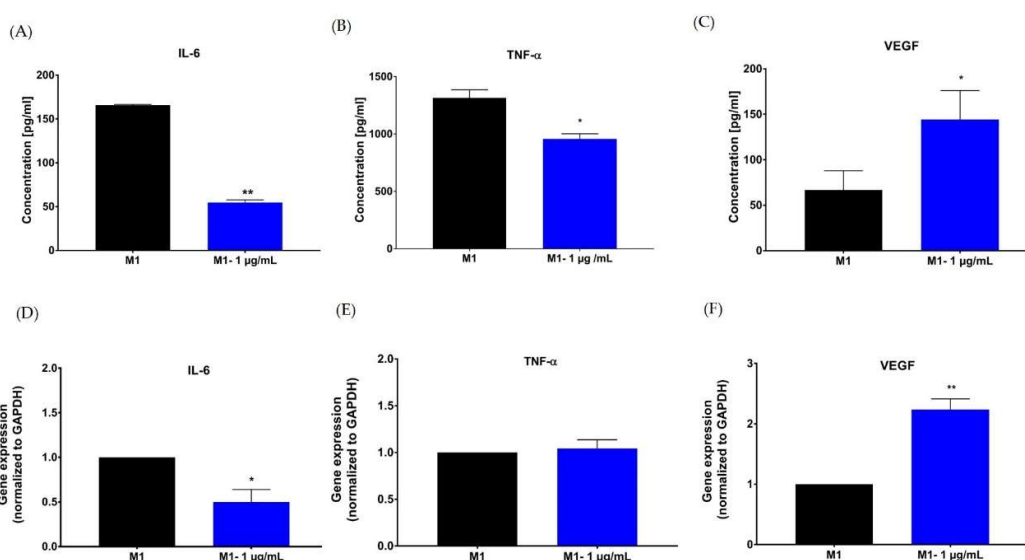 (A)
IL-6
Concentration [pg/ml]
200
150
100
50
0
**
M1
M1- 1 µg/mL
(B)
TNF-α
Concentration [pg/ml]
1500
1000
500
0
*
M1
M1- 1 µg /mL
(C)
VEGF
Concentration [pg/ml]
200
150
100
50
0
*
M1
M1- 1 µg/mL
(D)
IL-6
Gene expression
(normalized to GAPDH)
2.0
1.5
1.0
0.5
0.0
*
M1
M1- 1 µg/mL
(E)
TNF-α
Gene expression
(normalized to GAPDH)
2.0
1.5
1.0
0.5
0.0
M1
M1- 1 µg/mL
(F)
VEGF
Gene expression
(normalized to GAPDH)
3
2
1
0
**
M1
M1- 1 µg/mL